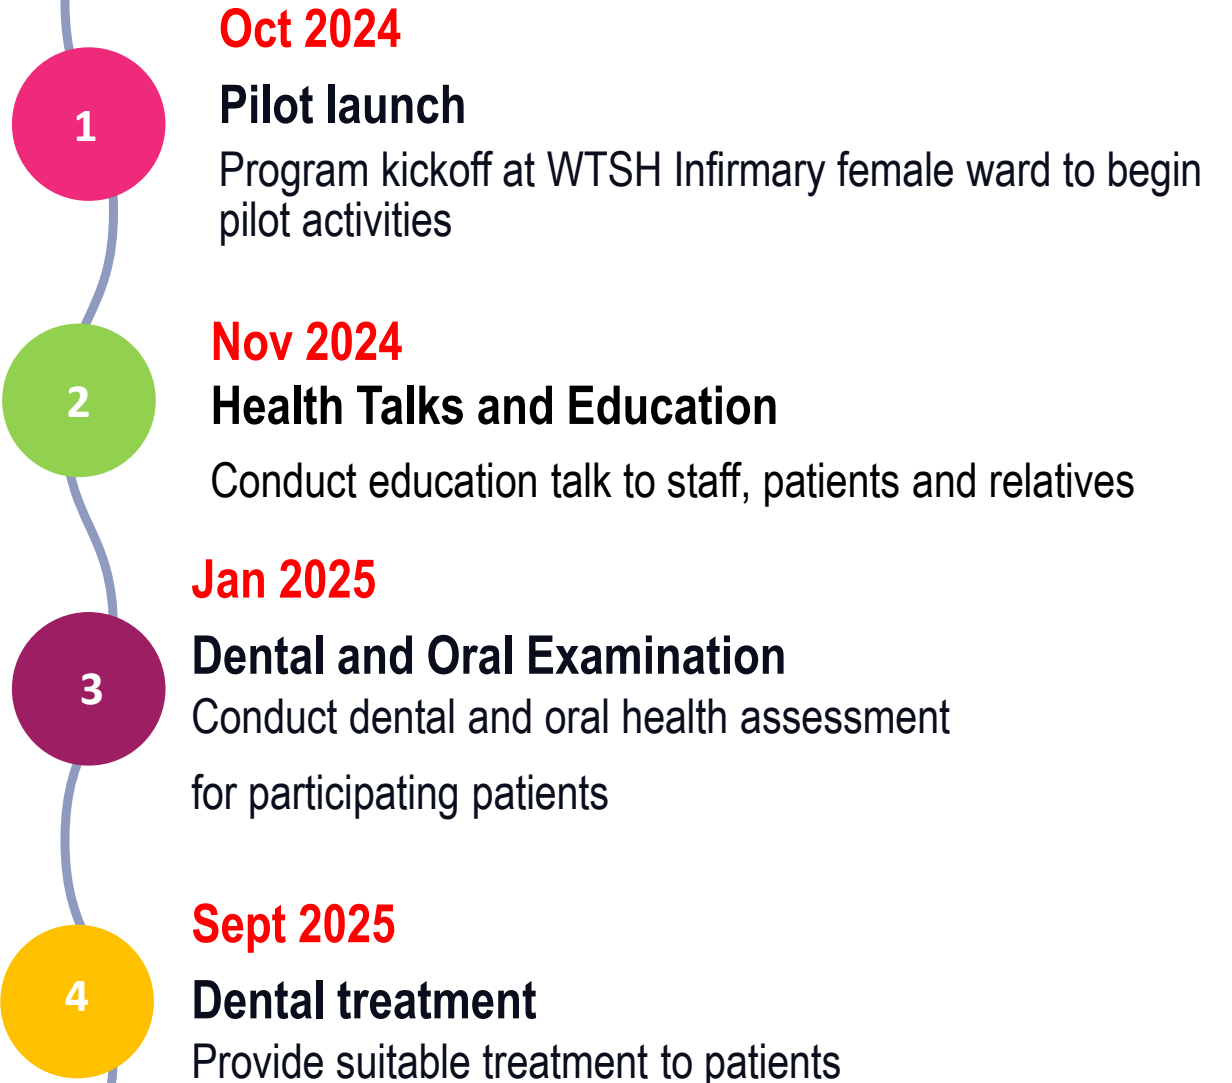 Oct 2024
1
Pilot launch
Program kickoff at WTSH Infirmary female ward to begin
pilot activities
Nov 2024
2
Health Talks and Education
Conduct education talk to staff, patients and relatives
Jan 2025
3
Dental and Oral Examination
Conduct dental and oral health assessment
for participating patients
Sept 2025
4
Dental treatment
Provide suitable treatment to patients